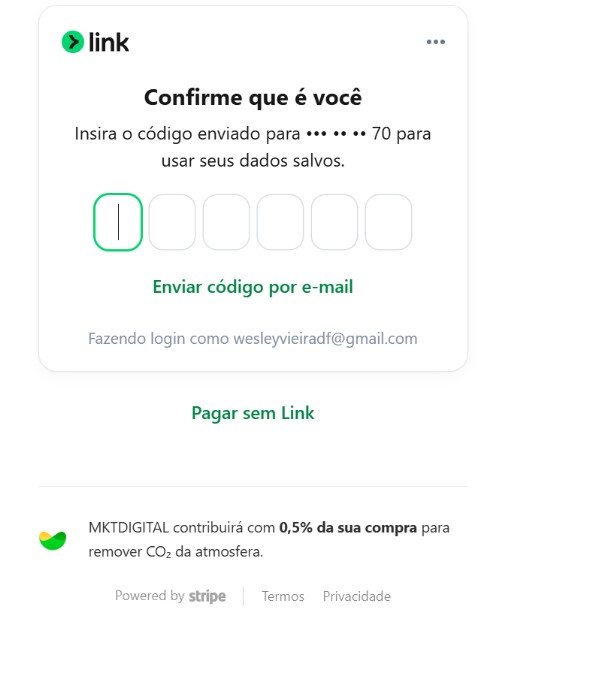 link
Confirme que é você
Insira o código enviado para ••• •• •• 70 para
usar seus dados salvos.
Enviar código por e-mail
Fazendo login como wesleyvieiradf@gmail.com
Pagar sem Link
MKTDIGITAL contribuirá com 0,5% da sua compra para
remover CO₂ da atmosfera.
Powered by stripe Termos Privacidade